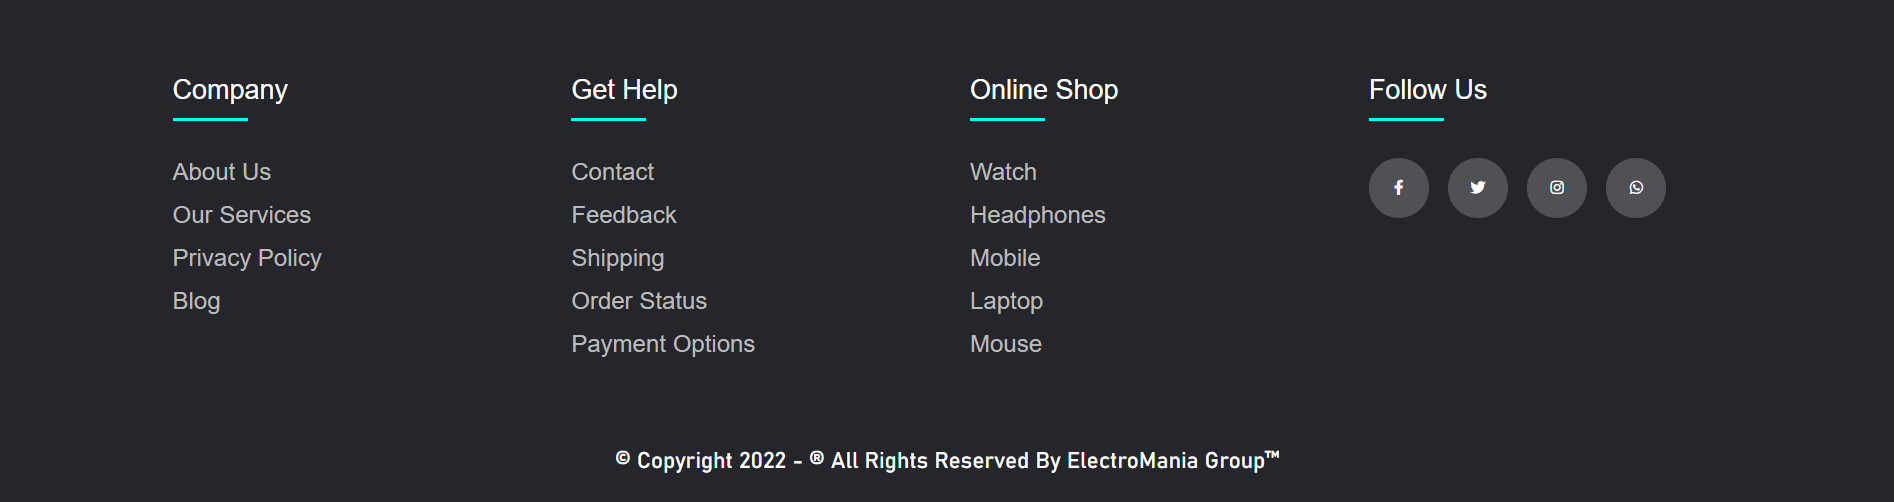 Company
About Us
Our Services
Privacy Policy
Blog
Get Help
Contact
Feedback
Shipping
Order Status
Payment Options
Online Shop
Watch
Headphones
Mobile
Laptop
Mouse
Follow Us
© Copyright 2022 - ® All Rights Reserved By ElectroMania Group™